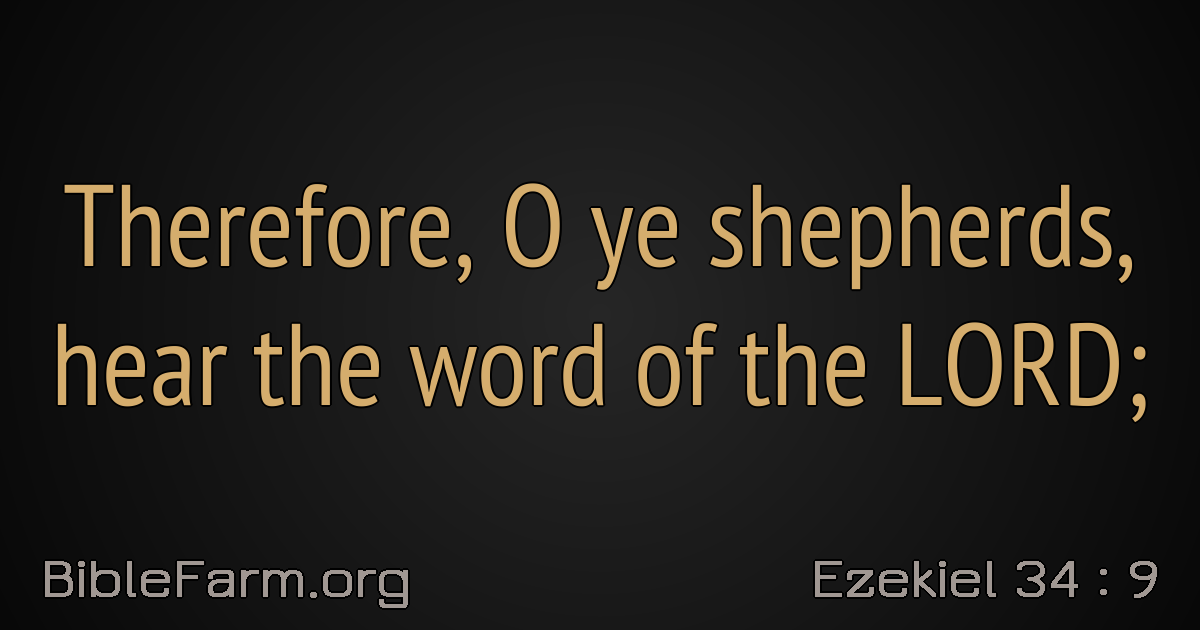 Therefore, O ye shepherds,
hear the word of the LORD;
BibleFarm.org
Ezekiel 34 : 9